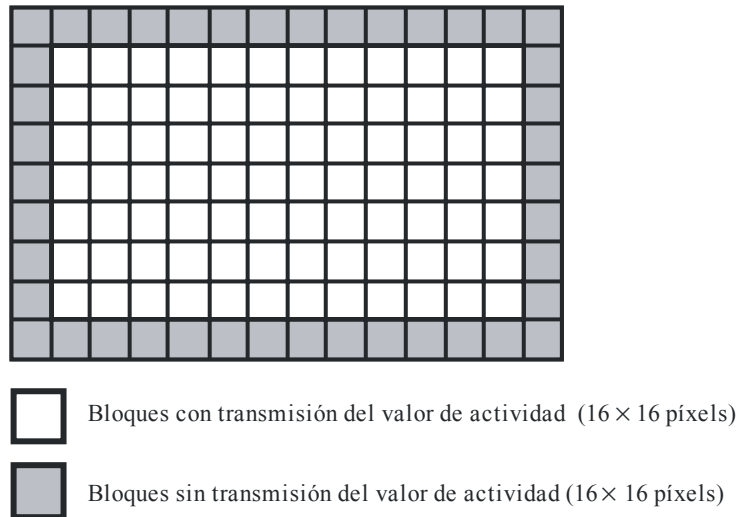 Bloques con transmisión del valor de actividad (16 × 16 píxels)
Bloques sin transmisión del valor de actividad (16 × 16 píxels)